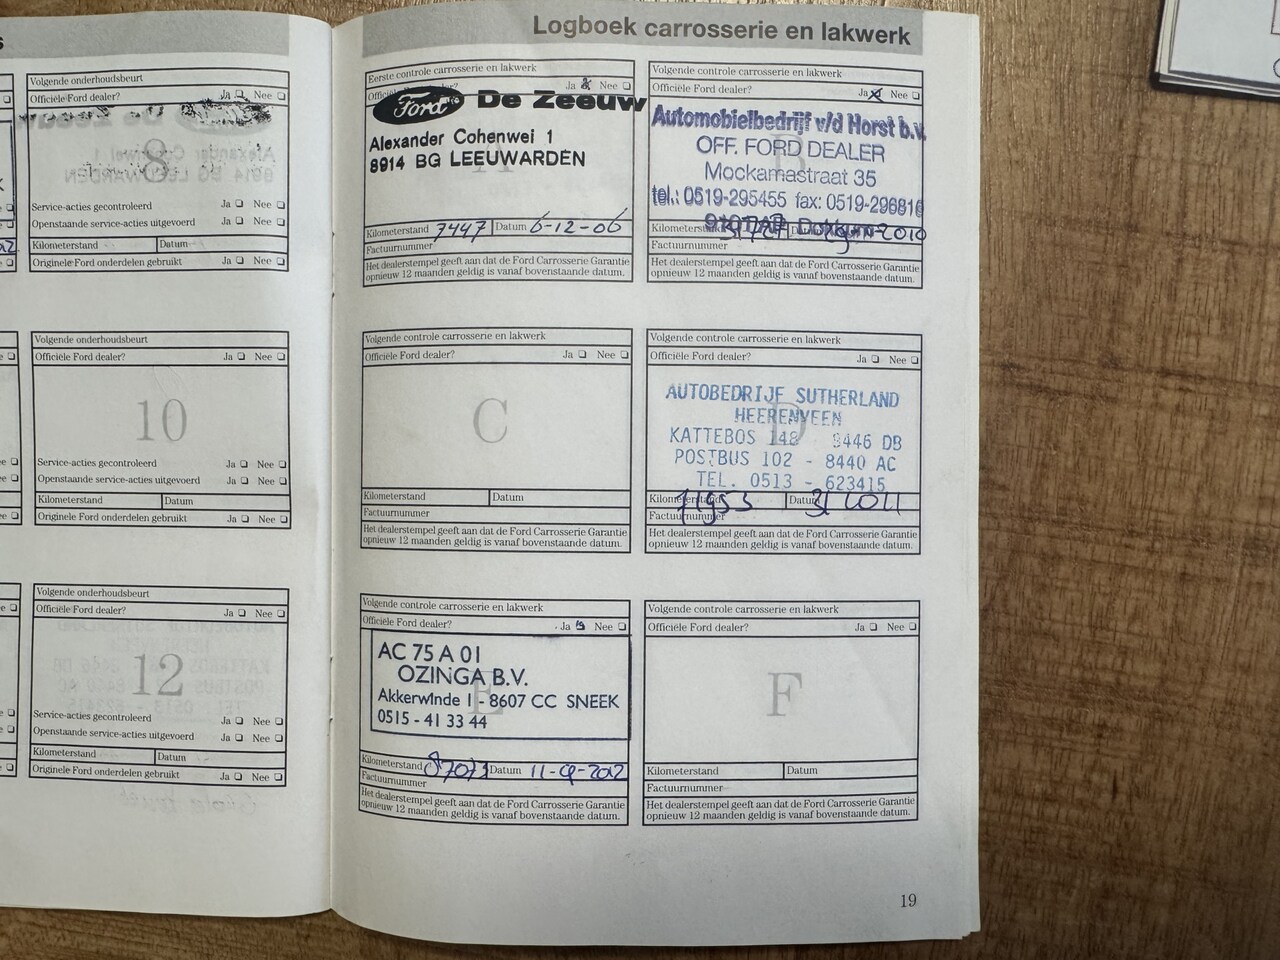 Volgende onderhoudsbeurt
Officiële Ford dealer? Ja Nee
8
Service-acties gecontroleerd Ja Nee
Openstaande service-acties uitgevoerd Ja Nee
Kilometerstand Datum
Originele Ford onderdelen gebruikt Ja Nee
Volgende onderhoudsbeurt
Officiële Ford dealer? Ja Nee
10
Service-acties gecontroleerd Ja Nee
Openstaande service-acties uitgevoerd Ja Nee
Kilometerstand Datum
Originele Ford onderdelen gebruikt Ja Nee
Volgende onderhoudsbeurt
Officiële Ford dealer? Ja Nee
12
Service-acties gecontroleerd Ja Nee
Openstaande service-acties uitgevoerd Ja Nee
Kilometerstand Datum
Originele Ford onderdelen gebruikt Ja Nee
Logboek carrosserie en lakwerk
Eerste controle carrosserie en lakwerk
Ja Nee
Ford De Zeeuw
Alexander Cohenwei 1
8914 BG LEEUWARDEN
A
Kilometerstand 7447 Datum 6-12-06
Factuurnummer
Het dealerstempel geeft aan dat de Ford Carrosserie Garantie
opnieuw 12 maanden geldig is vanaf bovenstaande datum.
Volgende controle carrosserie en lakwerk
Officiële Ford dealer? Ja Nee
Automobielbedrijf v/d Horst b.v.
B
OFF. FORD DEALER
Mockamastraat 35
tel.: 0519-295455 fax: 0519-296816
Factuurnummer
Het dealerstempel geeft aan dat de Ford Carrosserie Garantie
opnieuw 12 maanden geldig is vanaf bovenstaande datum.
Volgende controle carrosserie en lakwerk
Officiële Ford dealer? Ja Nee
C
Kilometerstand Datum
Factuurnummer
Het dealerstempel geeft aan dat de Ford Carrosserie Garantie
opnieuw 12 maanden geldig is vanaf bovenstaande datum.
Volgende controle carrosserie en lakwerk
Officiële Ford dealer? Ja Nee
AUTOBEDRIJF SUTHERLAND
HEERENVEEN
D
KATTEBOS 148 8446 DB
POSTBUS 102 - 8440 AC
TEL. 0513 - 623415
Kilometerstand 71953 Datum
Factuurnummer
Het dealerstempel geeft aan dat de Ford Carrosserie Garantie
opnieuw 12 maanden geldig is vanaf bovenstaande datum.
Volgende controle carrosserie en lakwerk
Officiële Ford dealer? Ja Nee
AC 75 A 01
OZINGA B.V.
E
Akkerwinde 1 - 8607 CC SNEEK
0515 - 41 33 44
Kilometerstand 87073 Datum
Factuurnummer
Het dealerstempel geeft aan dat de Ford Carrosserie Garantie
opnieuw 12 maanden geldig is vanaf bovenstaande datum.
Volgende controle carrosserie en lakwerk
Officiële Ford dealer? Ja Nee
F
Kilometerstand Datum
Factuurnummer
Het dealerstempel geeft aan dat de Ford Carrosserie Garantie
opnieuw 12 maanden geldig is vanaf bovenstaande datum.
19